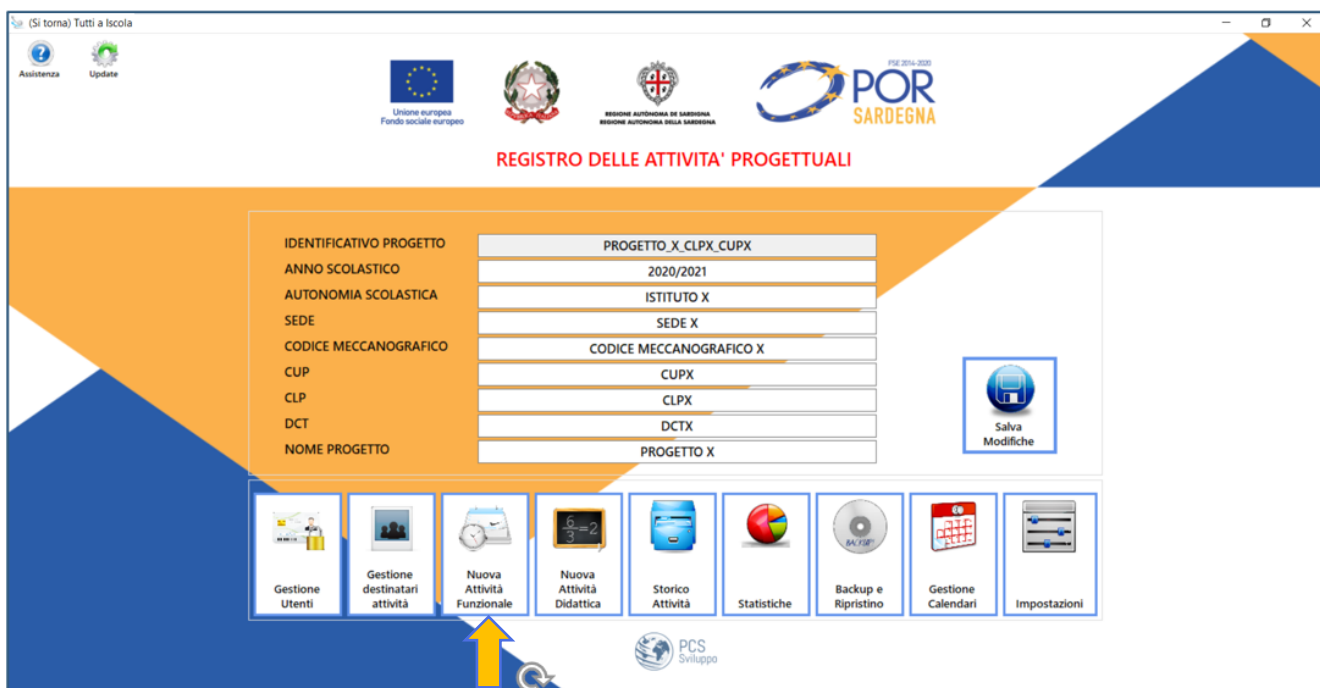 (Si torna) Tutti a Iscola
Assistenza
Update
Unione europea
Fondo sociale europeo
REGIONE AUTÒNOMA DE SARDIGNA
REGIONE AUTONOMA DELLA SARDEGNA
FSE 2014-2020
POR
SARDEGNA
REGISTRO DELLE ATTIVITA' PROGETTUALI
IDENTIFICATIVO PROGETTO PROGETTO_X_CLPX_CUPX
ANNO SCOLASTICO 2020/2021
AUTONOMIA SCOLASTICA ISTITUTO X
SEDE SEDE X
CODICE MECCANOGRAFICO CODICE MECCANOGRAFICO X
CUP CUPX
CLP CLPX
DCT DCTX
NOME PROGETTO PROGETTO X
Salva
Modifiche
Gestione
Utenti
Gestione
destinatari
attività
Nuova
Attività
Funzionale
6/3=2
Nuova
Attività
Didattica
Storico
Attività
Statistiche
BACKUP
Backup e
Ripristino
Gestione
Calendari
Impostazioni
PCS
Sviluppo